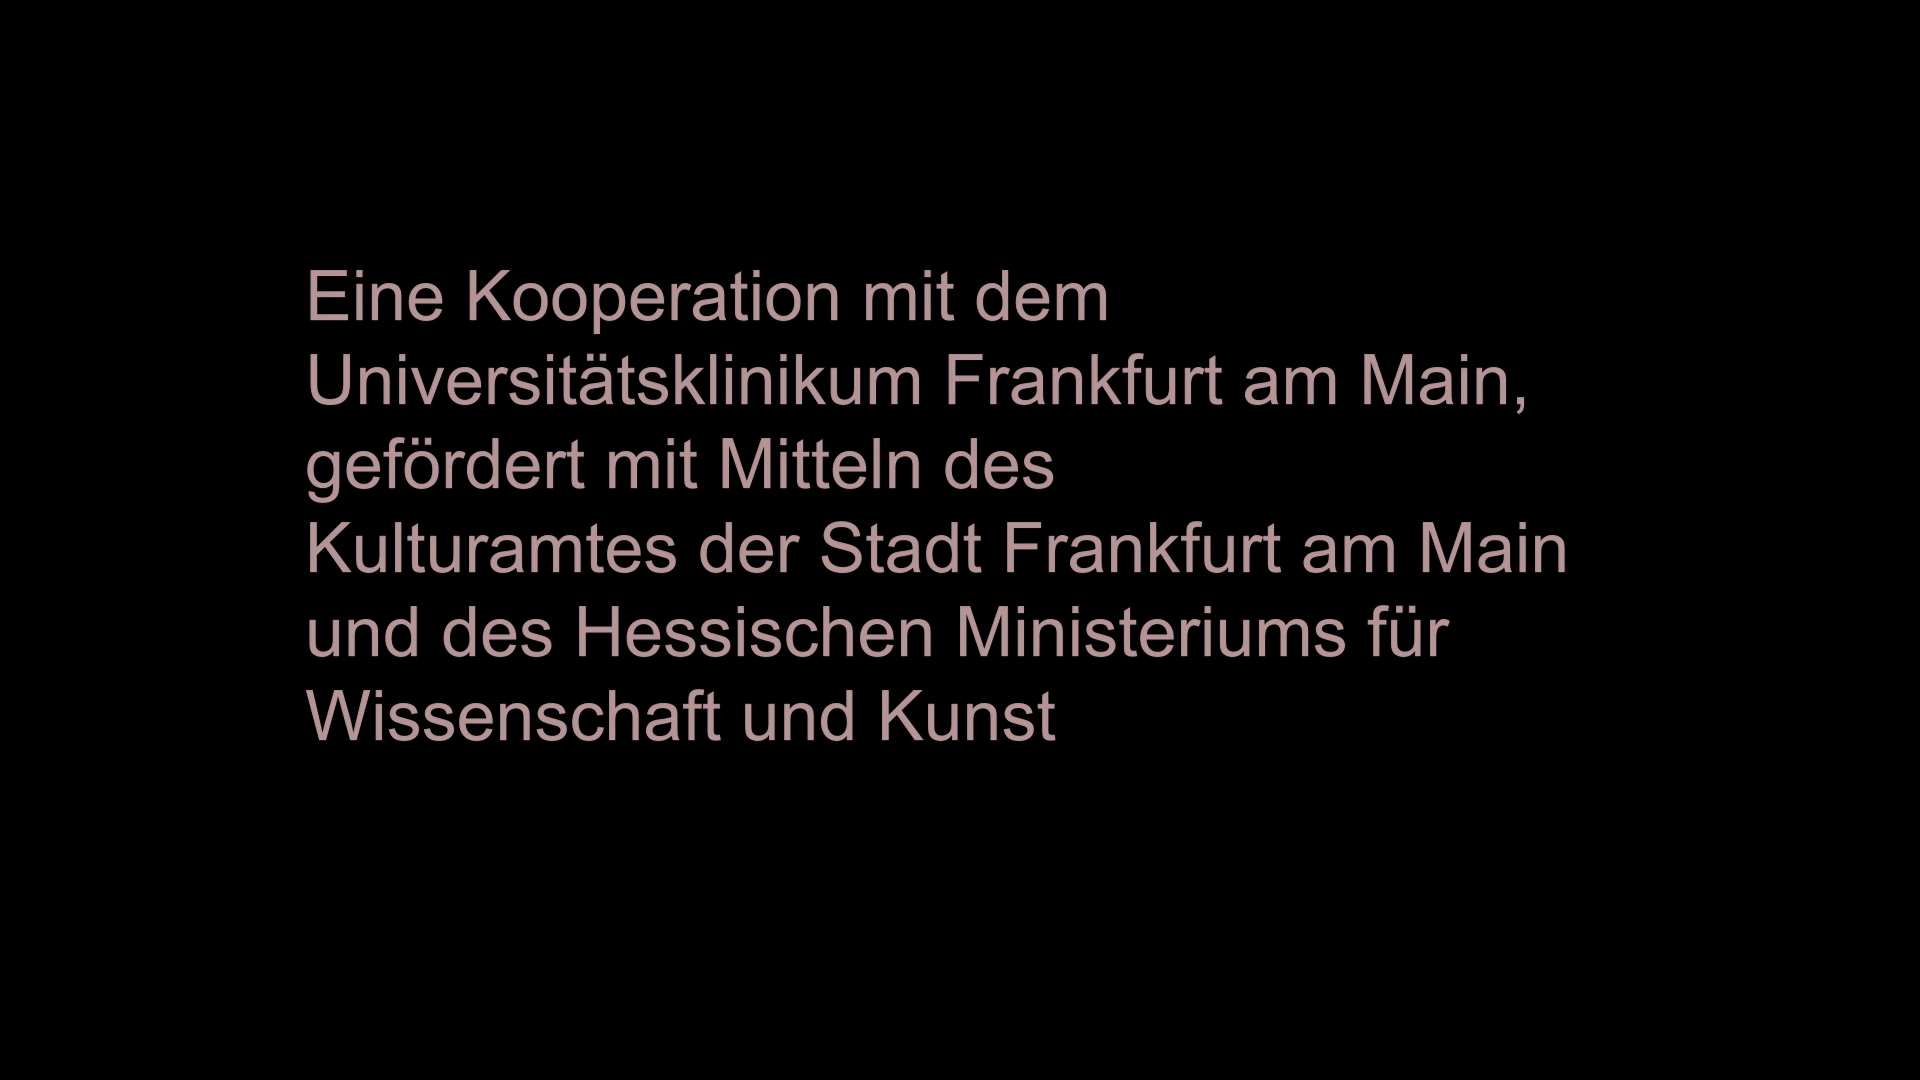 Eine Kooperation mit dem
Universitätsklinikum Frankfurt am Main,
gefördert mit Mitteln des
Kulturamtes der Stadt Frankfurt am Main
und des Hessischen Ministeriums für
Wissenschaft und Kunst